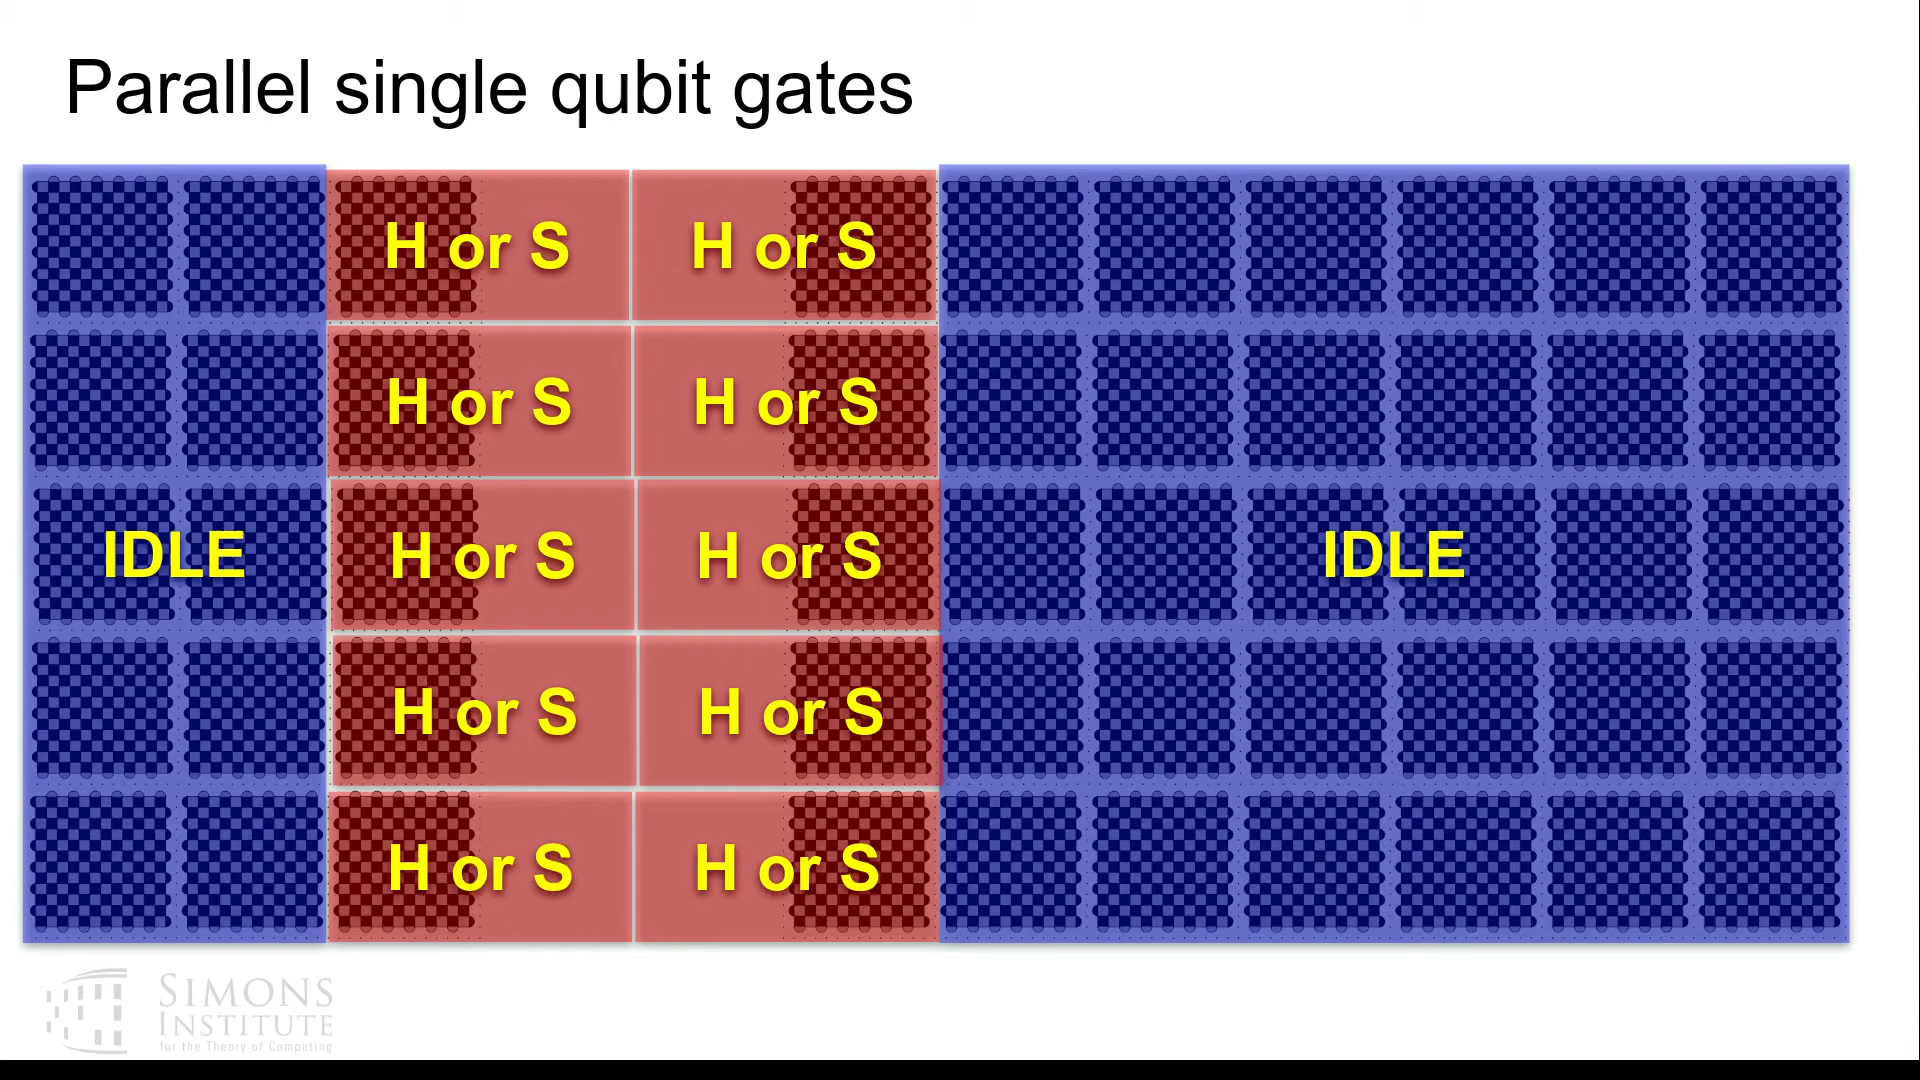 Parallel single qubit gates
H or S H or S
H or S H or S
IDLE H or S H or S IDLE
H or S H or S
H or S H or S
SIMONS
INSTITUTE
for the Theory of Computing